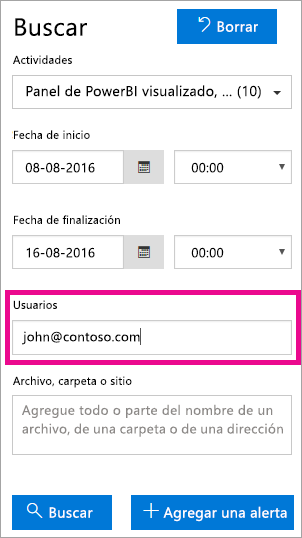 Buscar
Borrar
Actividades
Panel de PowerBI visualizado, ... (10)
Fecha de inicio
08-08-2016
00:00
Fecha de finalización
16-08-2016
00:00
Usuarios
john@contoso.com
Archivo, carpeta o sitio
Agregue todo o parte del nombre de un
archivo, de una carpeta o de una dirección
Buscar
Agregar una alerta